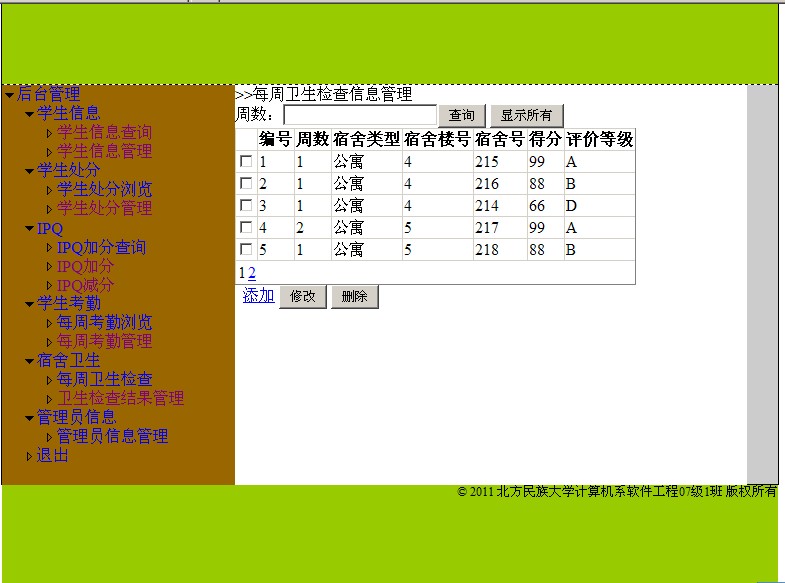 后台管理
学生信息
学生信息查询
学生信息管理
学生处分
学生处分浏览
学生处分管理
IPQ
IPQ加分查询
IPQ加分
IPQ减分
学生考勤
每周考勤浏览
每周考勤管理
宿舍卫生
每周卫生检查
卫生检查结果管理
管理员信息
管理员信息管理
退出
>>每周卫生检查信息管理
周数: 查询 显示所有
编号 周数 宿舍类型 宿舍楼号 宿舍号 得分 评价等级
1 1 公寓 4 215 99 A
2 1 公寓 4 216 88 B
3 1 公寓 4 214 66 D
4 2 公寓 5 217 99 A
5 1 公寓 5 218 88 B
1 2
添加 修改 删除
© 2011 北方民族大学计算机系软件工程07级1班 版权所有